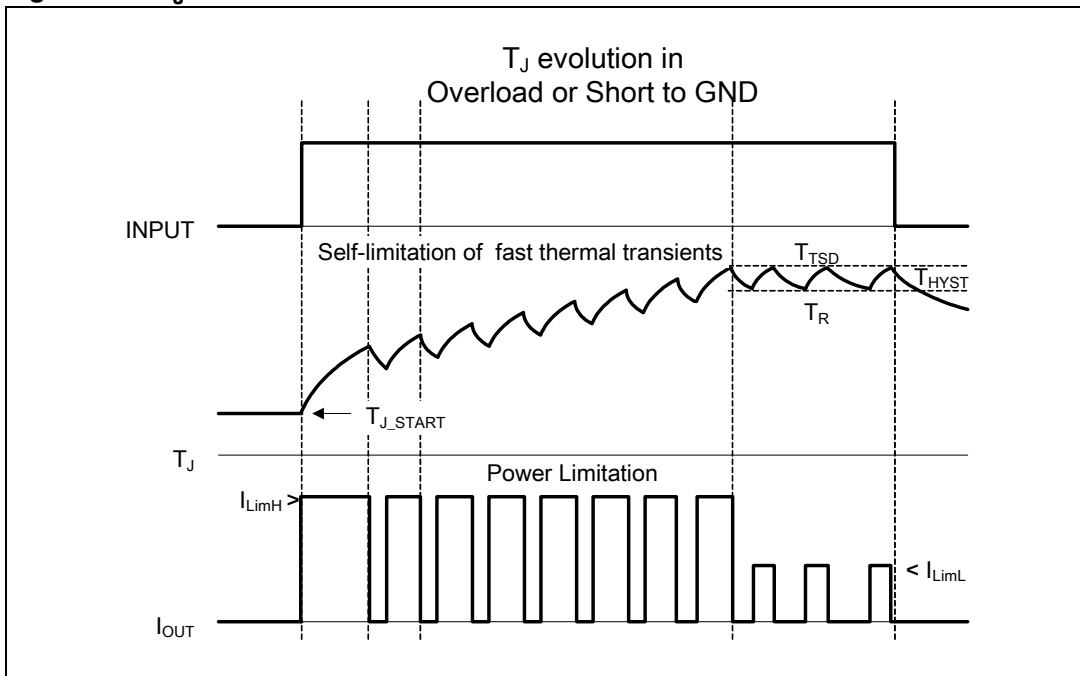 T_J evolution in
Overload or Short to GND
INPUT
Self-limitation of fast thermal transients
T_TSD
T_HYST
T_R
T_J_START
T_J
Power Limitation
I_LimH >
< I_LimL
I_OUT